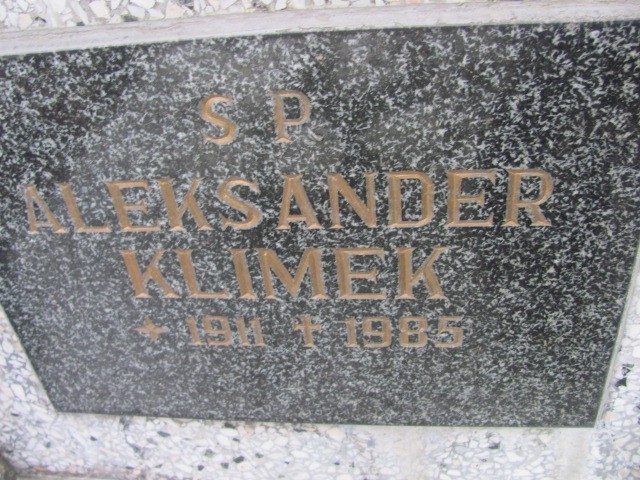 S P
ALEKSANDER
KLIMEK
* 1911 † 1985